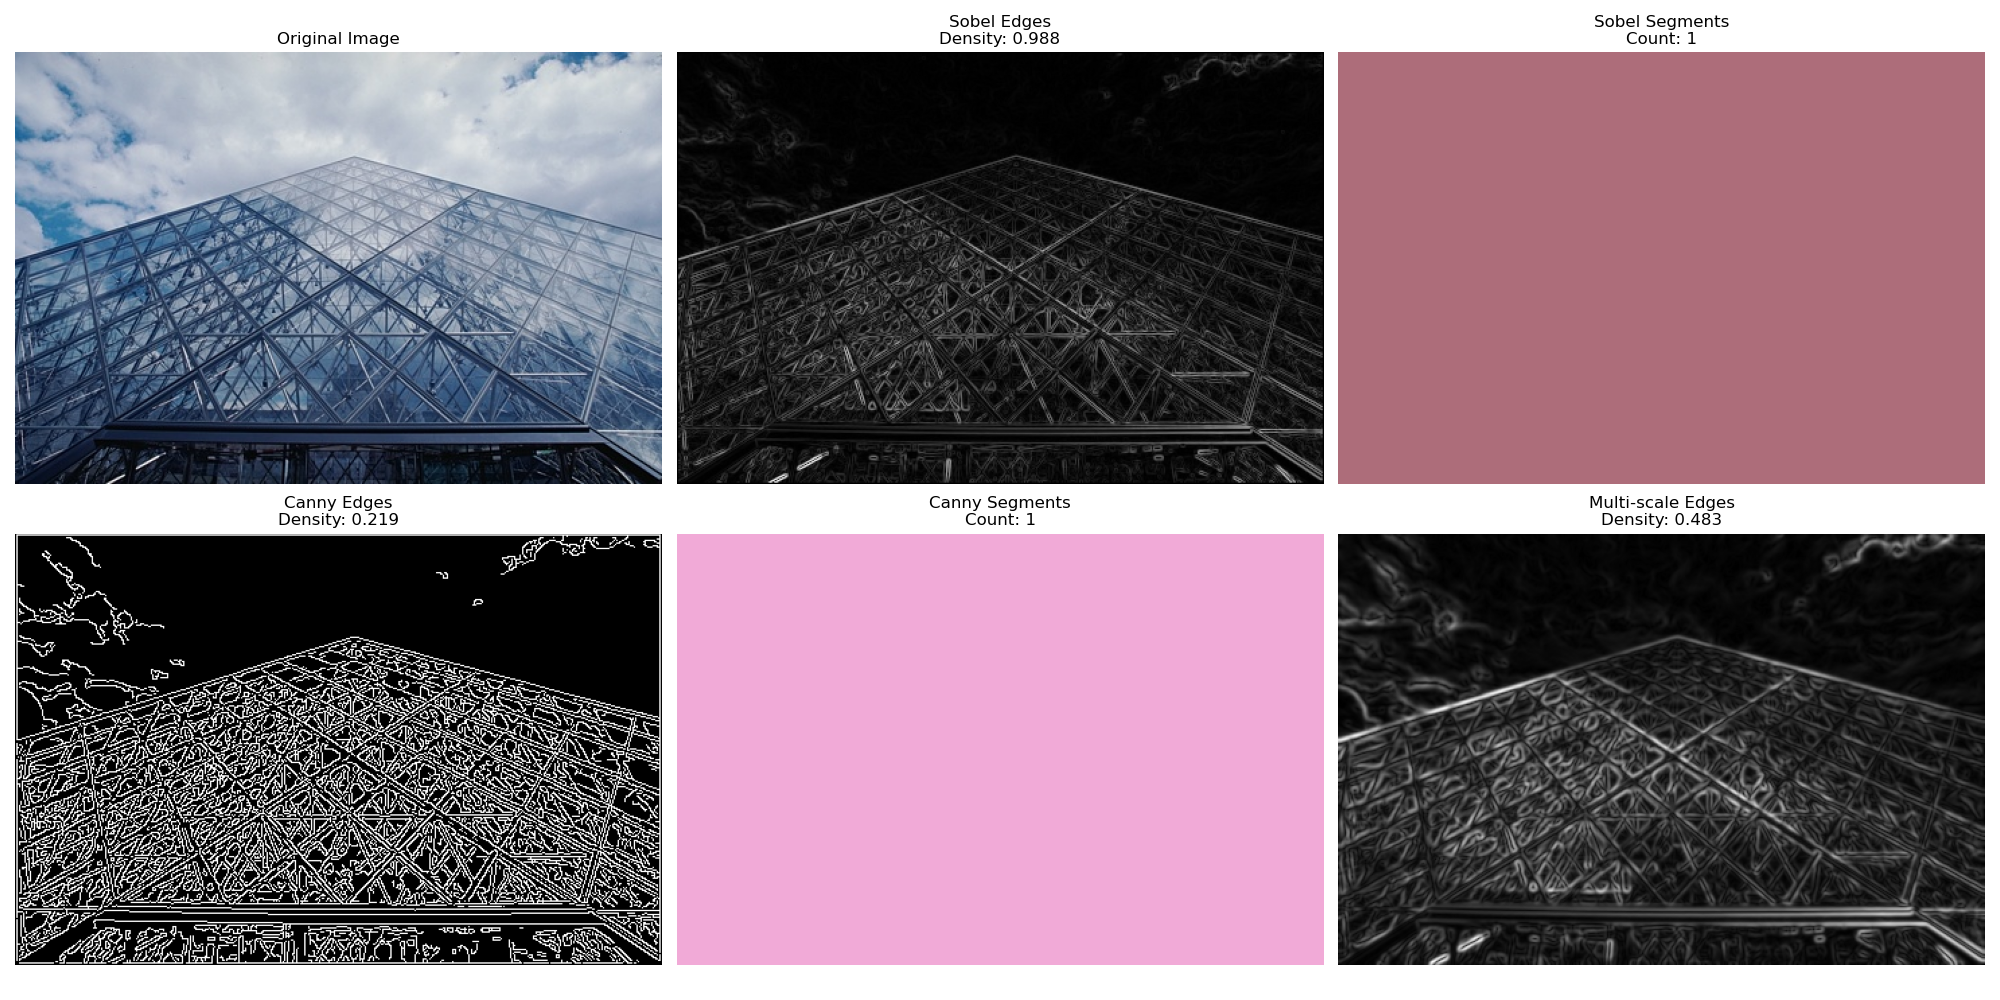 Original Image
Sobel Edges
Density: 0.988
Sobel Segments
Count: 1
Canny Edges
Density: 0.219
Canny Segments
Count: 1
Multi-scale Edges
Density: 0.483